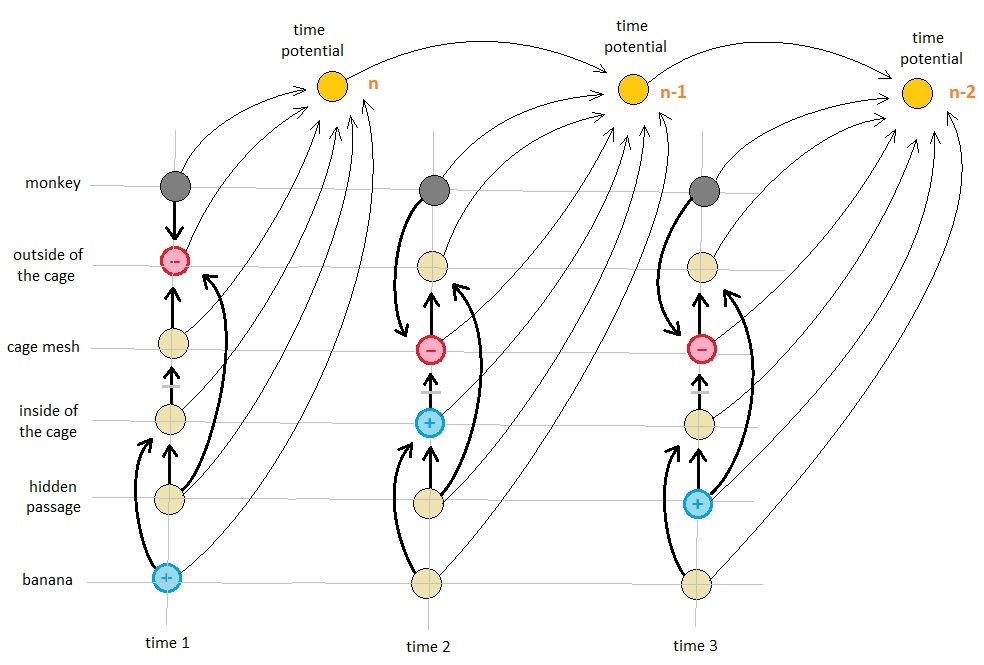 time
potential
n
time
potential
n-1
time
potential
n-2
monkey
outside of
the cage
cage mesh
inside of
the cage
hidden
passage
banana
--
+
−
+
−
+
time 1
time 2
time 3